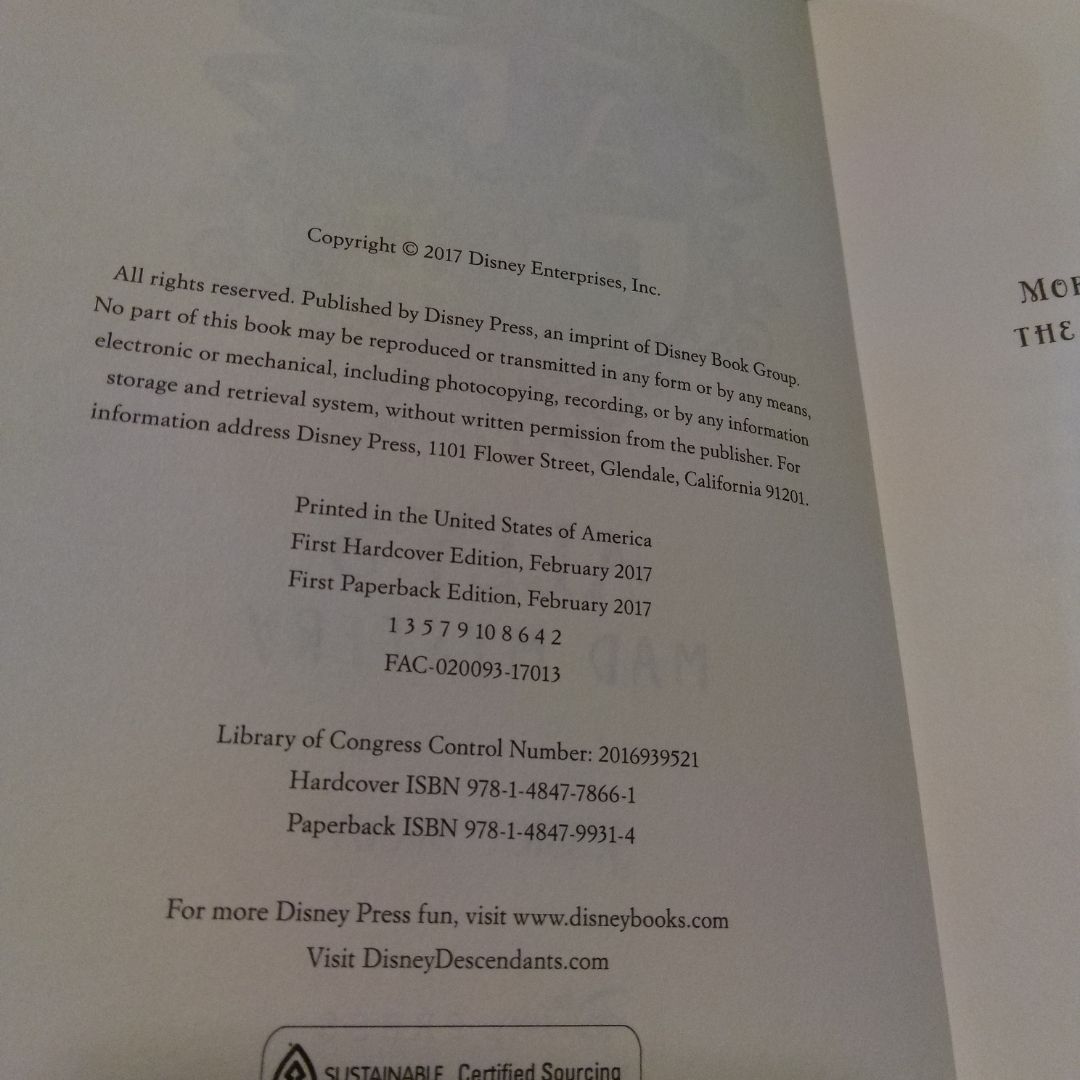 Copyright © 2017 Disney Enterprises, Inc.
All rights reserved. Published by Disney Press, an imprint of Disney Book Group.
No part of this book may be reproduced or transmitted in any form or by any means,
electronic or mechanical, including photocopying, recording, or by any information
storage and retrieval system, without written permission from the publisher. For
information address Disney Press, 1101 Flower Street, Glendale, California 91201.
Printed in the United States of America
First Hardcover Edition, February 2017
First Paperback Edition, February 2017
1 3 5 7 9 10 8 6 4 2
FAC-020093-17013
Library of Congress Control Number: 2016939521
Hardcover ISBN 978-1-4847-7866-1
Paperback ISBN 978-1-4847-9931-4
For more Disney Press fun, visit www.disneybooks.com
Visit DisneyDescendants.com
SUSTAINABLE Certified Sourcing
THE